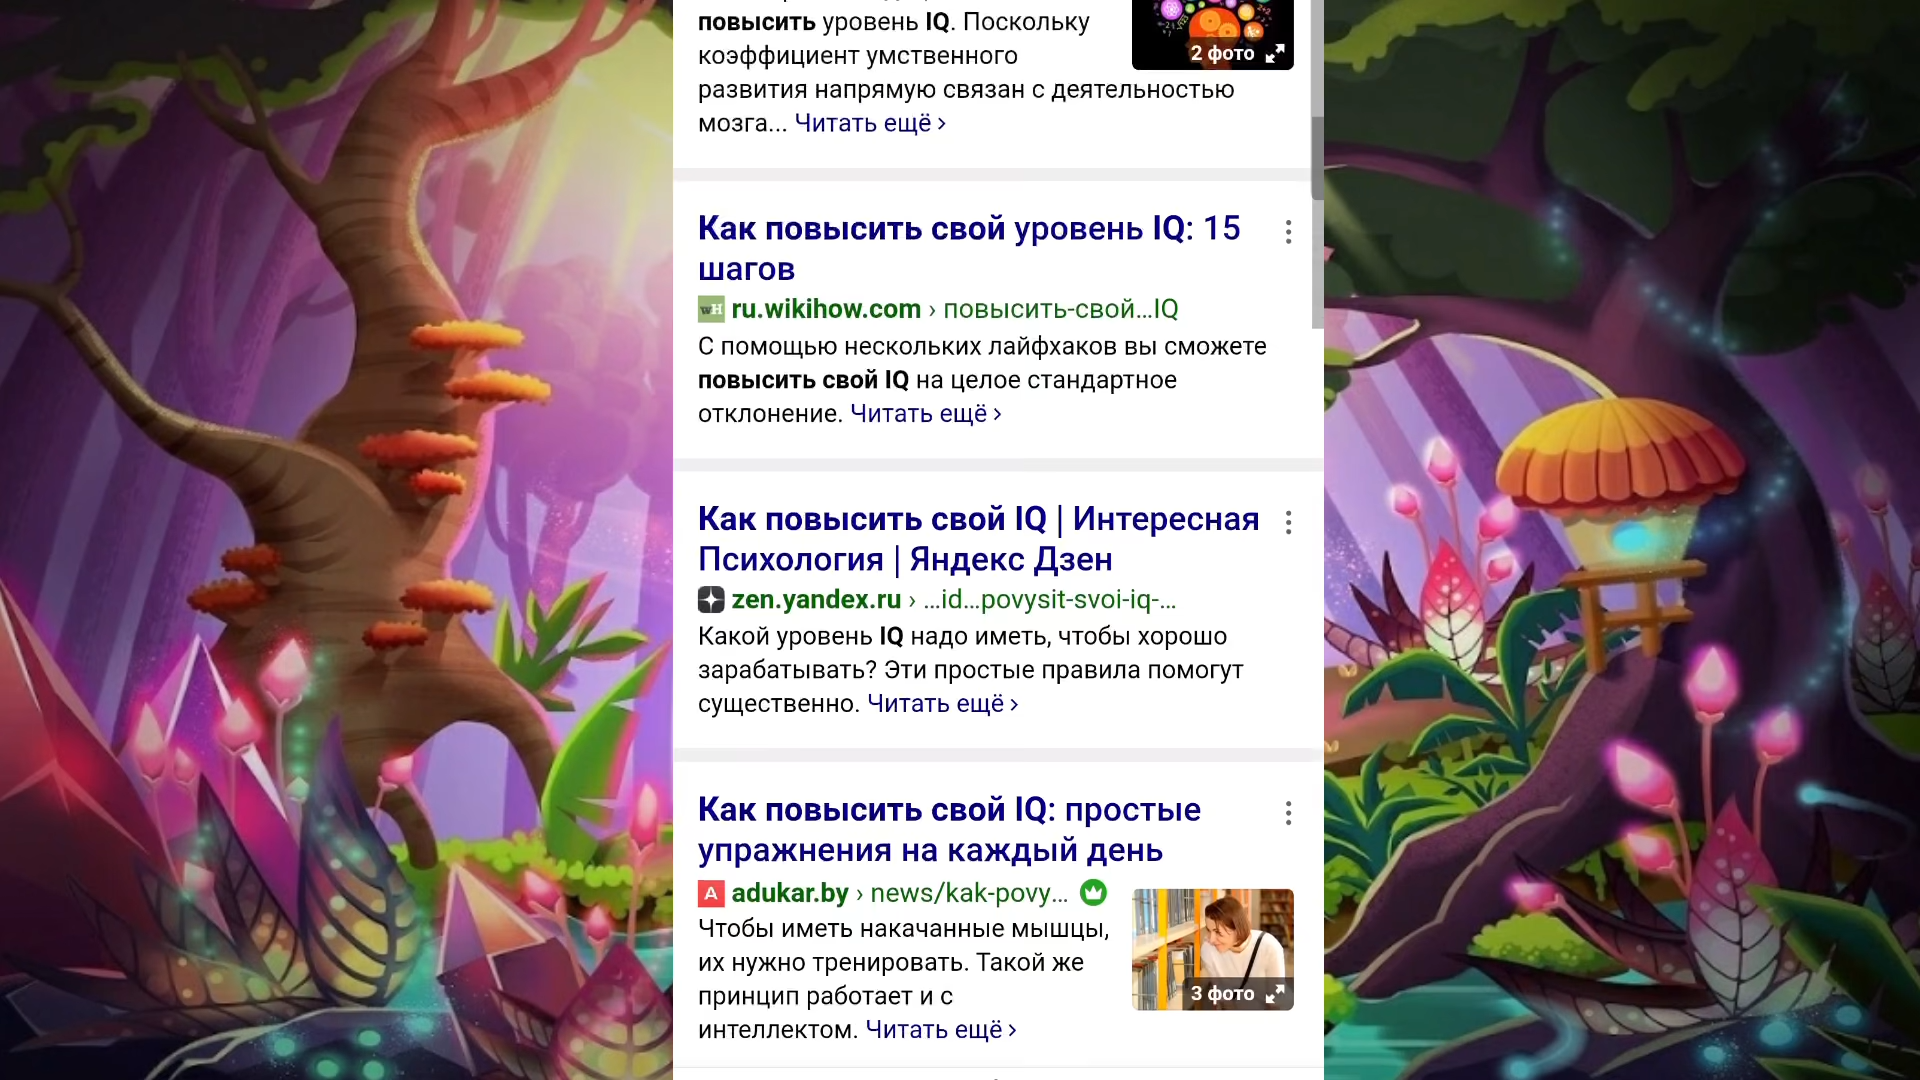 повысить уровень IQ. Поскольку
коэффициент умственного
2 фото
развития напрямую связан с деятельностью
мозга... Читать ещё ›
Как повысить свой уровень IQ: 15
шагов
wH ru.wikihow.com › повысить-свой...IQ
С помощью нескольких лайфхаков вы сможете
повысить свой IQ на целое стандартное
отклонение. Читать ещё ›
Как повысить свой IQ | Интересная
Психология | Яндекс Дзен
zen.yandex.ru › ...id...povysit-svoi-iq-...
Какой уровень IQ надо иметь, чтобы хорошо
зарабатывать? Эти простые правила помогут
существенно. Читать ещё ›
Как повысить свой IQ: простые
упражнения на каждый день
A adukar.by › news/kak-povy...
Чтобы иметь накачанные мышцы,
их нужно тренировать. Такой же
принцип работает и с
3 фото
интеллектом. Читать ещё ›